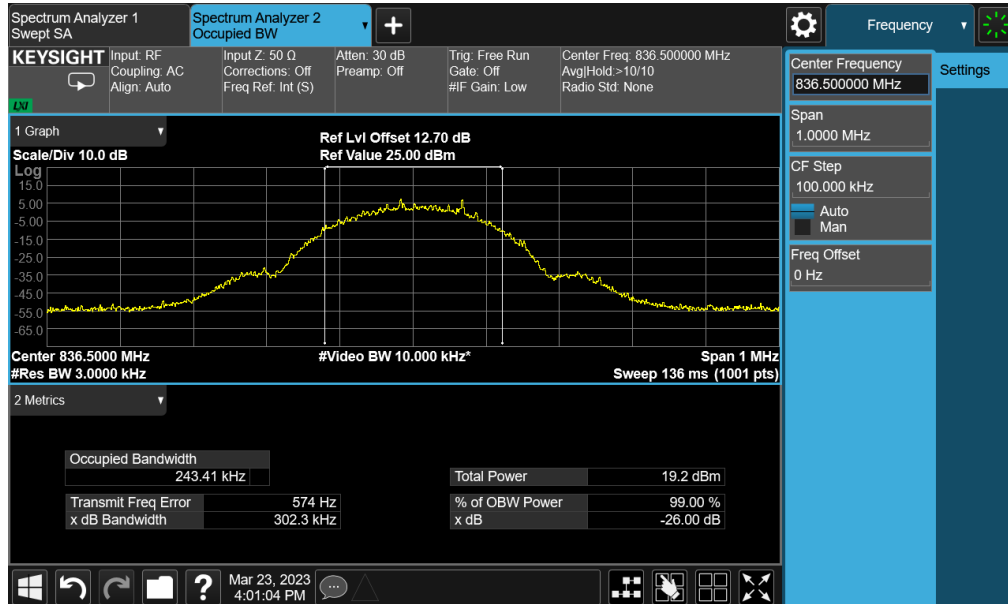 Spectrum Analyzer 1
Swept SA
Spectrum Analyzer 2
Occupied BW
+
Frequency
KEYSIGHT
LXI
Input: RF
Coupling: AC
Align: Auto
Input Z: 50 Ω
Corrections: Off
Freq Ref: Int (S)
Atten: 30 dB
Preamp: Off
Trig: Free Run
Gate: Off
#IF Gain: Low
Center Freq: 836.500000 MHz
Avg|Hold:>10/10
Radio Std: None
Center Frequency
836.500000 MHz
Settings
Span
1.0000 MHz
CF Step
100.000 kHz
Auto
Man
Freq Offset
0 Hz
1 Graph
Scale/Div 10.0 dB
Ref Lvl Offset 12.70 dB
Ref Value 25.00 dBm
Log
15.0
5.00
-5.00
-15.0
-25.0
-35.0
-45.0
-55.0
-65.0
Center 836.5000 MHz
#Video BW 10.000 kHz*
Span 1 MHz
#Res BW 3.0000 kHz
Sweep 136 ms (1001 pts)
2 Metrics
Occupied Bandwidth
243.41 kHz
Total Power 19.2 dBm
Transmit Freq Error 574 Hz
% of OBW Power 99.00 %
x dB Bandwidth 302.3 kHz
x dB -26.00 dB
?
Mar 23, 2023
4:01:04 PM